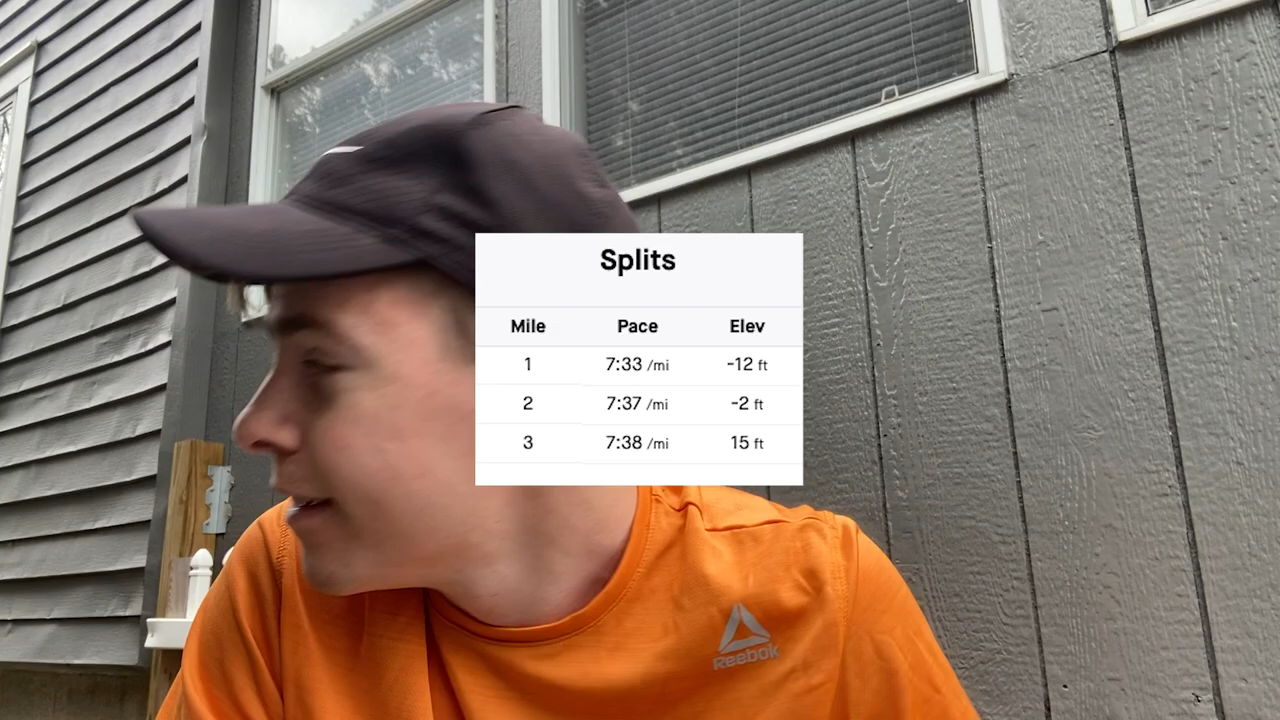 Splits
Mile Pace Elev
1 7:33 /mi -12 ft
2 7:37 /mi -2 ft
3 7:38 /mi 15 ft
Reebok